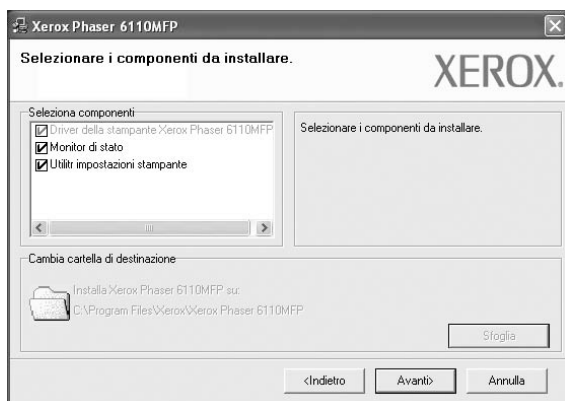 Xerox Phaser 6110MFP
Selezionare i componenti da installare.
XEROX.
Seleziona componenti
Driver della stampante Xerox Phaser 6110MFP
Monitor di stato
Utilitr impostazioni stampante
Selezionare i componenti da installare.
Cambia cartella di destinazione
Installa Xerox Phaser 6110MFP su:
C:\Program Files\Xerox\Xerox Phaser 6110MFP
Sfoglia
<Indietro
Avanti>
Annulla